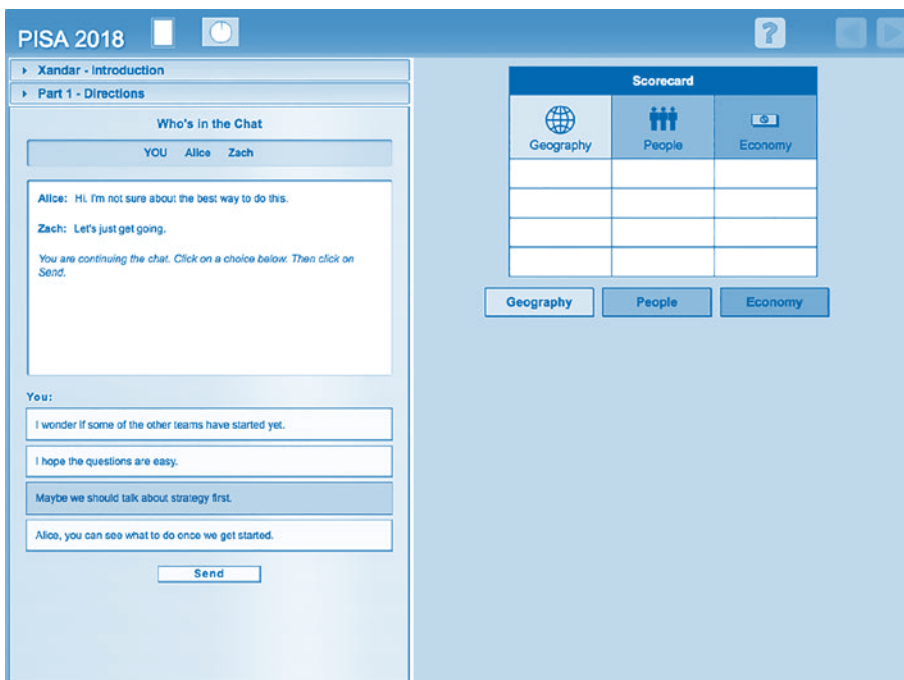 PISA 2018
?
Xandar - Introduction
Part 1 - Directions
Who's in the Chat
YOU Alice Zach
Alice: Hi. I'm not sure about the best way to do this.
Zach: Let's just get going.
You are continuing the chat. Click on a choice below. Then click on
Send.
You:
I wonder if some of the other teams have started yet.
I hope the questions are easy.
Maybe we should talk about strategy first.
Alice, you can see what to do once we get started.
Send
Scorecard
Geography People Economy
Geography People Economy